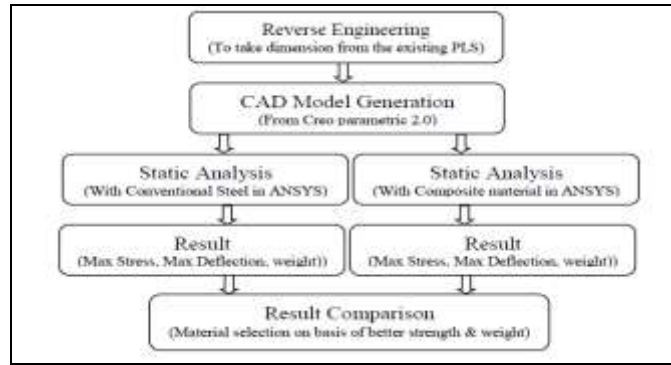 Reverse Engineering
(To take dimension from the existing PLS)
CAD Model Generation
(From Creo parametric 2.0)
Static Analysis
(With Conventional Steel in ANSYS)
Static Analysis
(With Composite material in ANSYS)
Result
(Max Stress, Max Deflection, weight))
Result
(Max Stress, Max Deflection, weight))
Result Comparison
(Material selection on basis of better strength & weight)